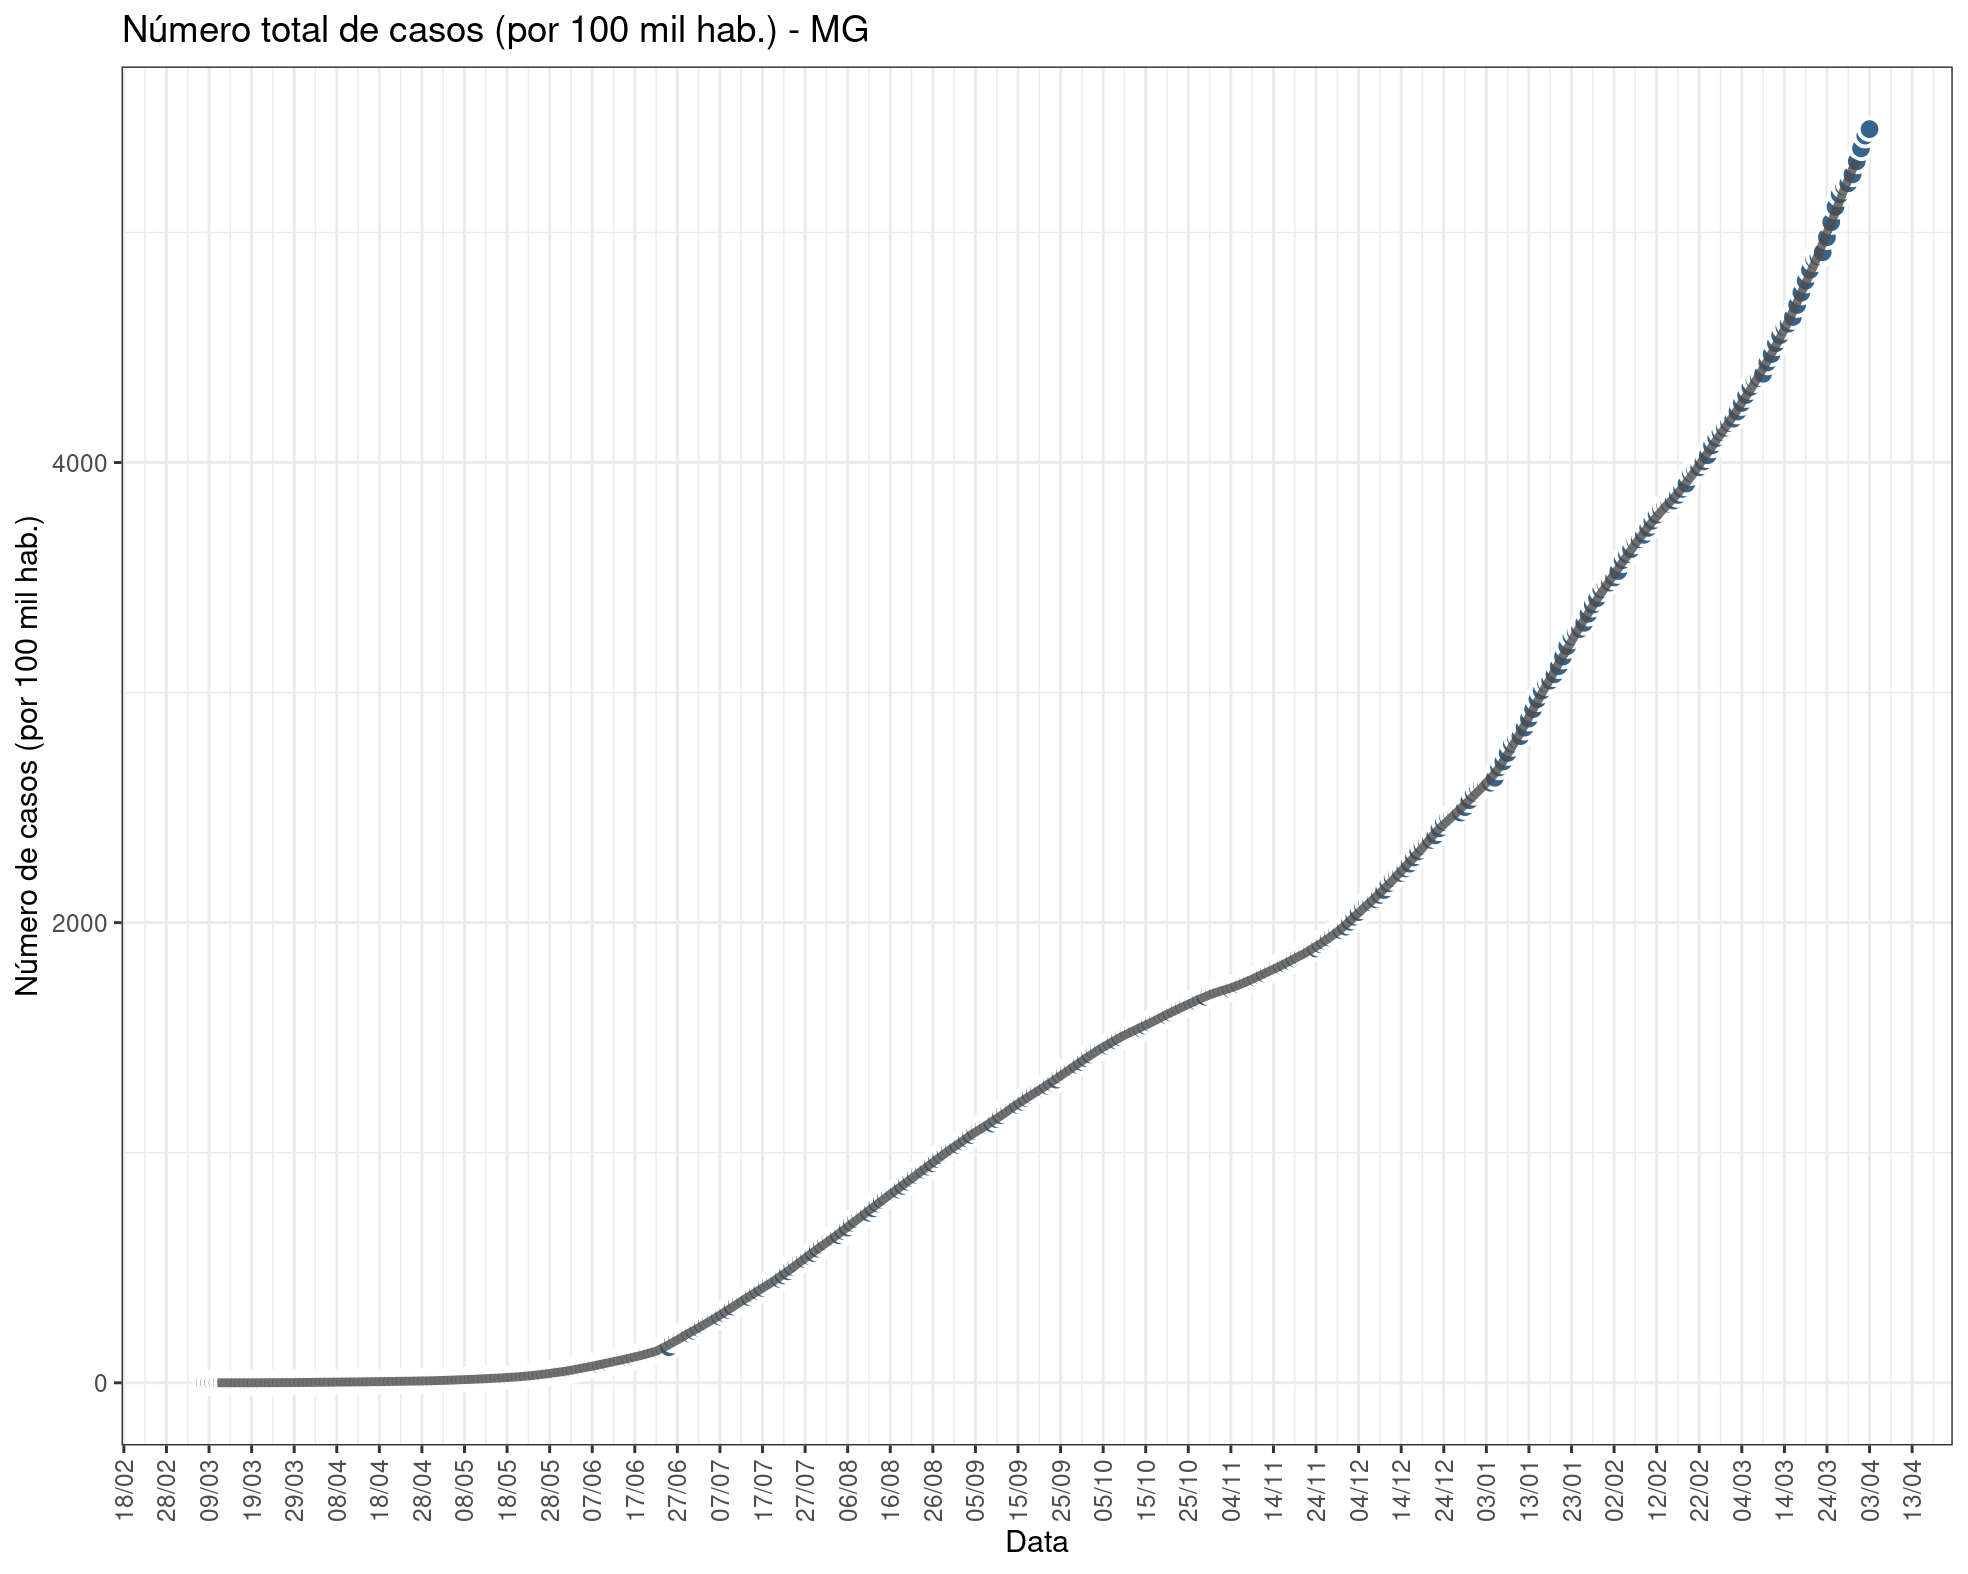 Número total de casos (por 100 mil hab.) - MG
Número de casos (por 100 mil hab.)
4000
2000
0
18/02 28/02 09/03 19/03 29/03 08/04 18/04 28/04 08/05 18/05 28/05 07/06 17/06 27/06 07/07 17/07 27/07 06/08 16/08 26/08 05/09 15/09 25/09 05/10 15/10 25/10 04/11 14/11 24/11 04/12 14/12 24/12 03/01 13/01 23/01 02/02 12/02 22/02 04/03 14/03 24/03 03/04 13/04
Data